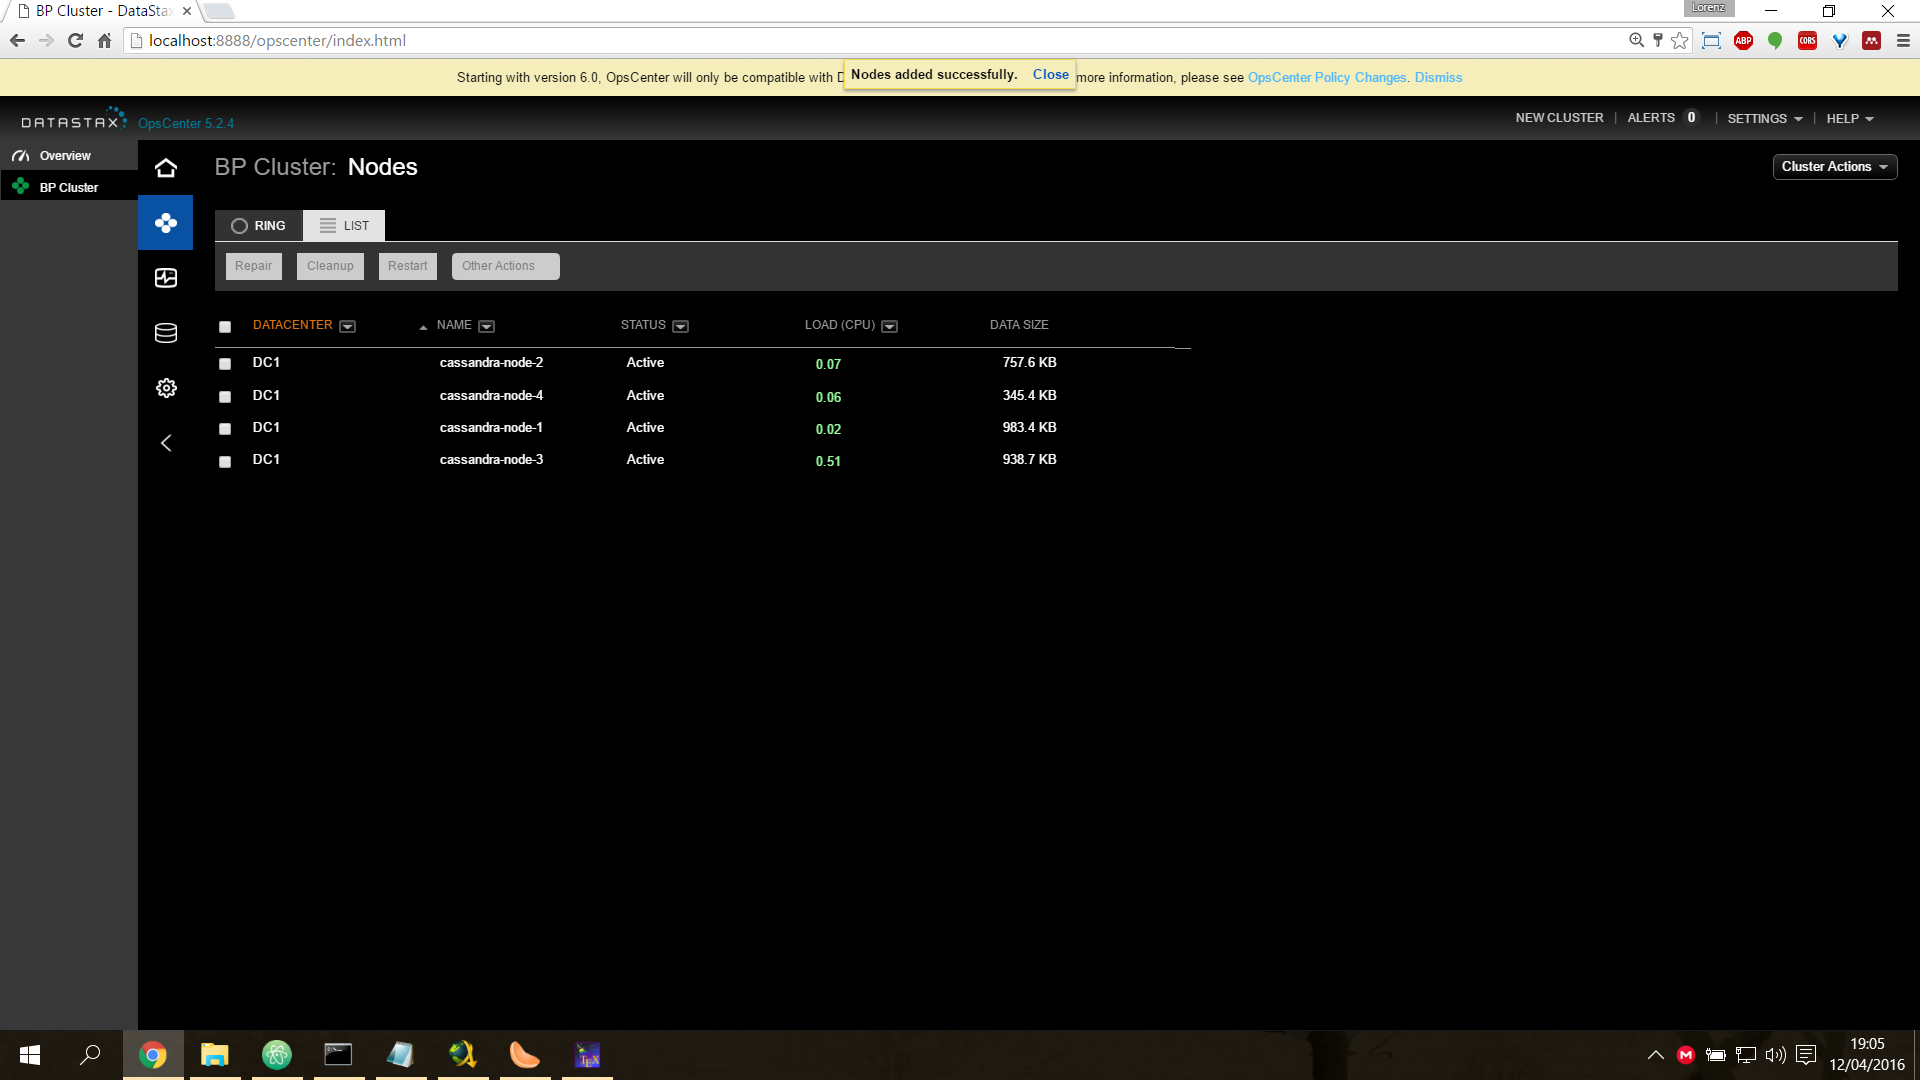 BP Cluster - DataSta
Lorenz
localhost:8888/opscenter/index.html
ABP
CORS
Starting with version 6.0, OpsCenter will only be compatible with D
Nodes added successfully. Close
more information, please see OpsCenter Policy Changes. Dismiss
DATASTAX OpsCenter 5.2.4
NEW CLUSTER | ALERTS 0 | SETTINGS | HELP
Overview
BP Cluster
BP Cluster: Nodes
Cluster Actions
RING LIST
Repair Cleanup Restart Other Actions
DATACENTER NAME STATUS LOAD (CPU) DATA SIZE
DC1 cassandra-node-2 Active 0.07 757.6 KB
DC1 cassandra-node-4 Active 0.06 345.4 KB
DC1 cassandra-node-1 Active 0.02 983.4 KB
DC1 cassandra-node-3 Active 0.51 938.7 KB
TEX
M
19:05
12/04/2016